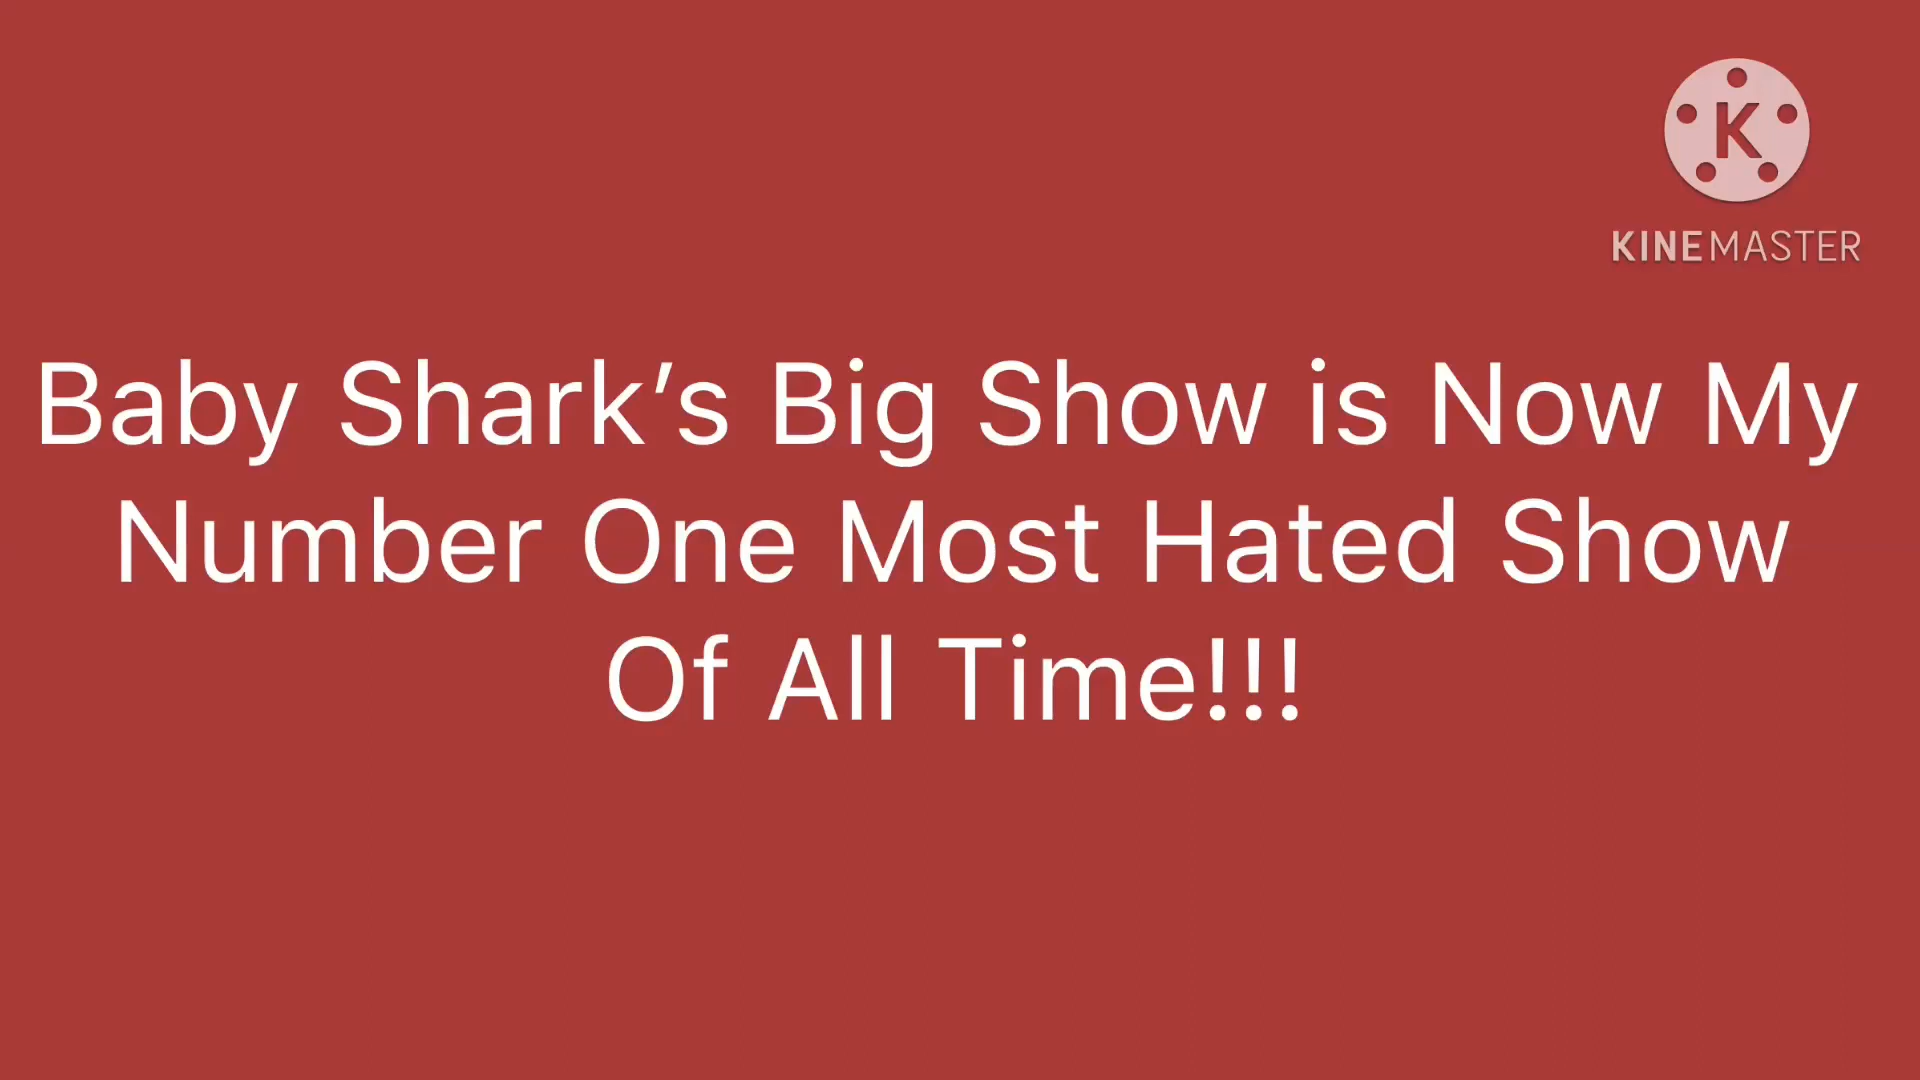 K
KINEMASTER
Baby Shark’s Big Show is Now My
Number One Most Hated Show
Of All Time!!!